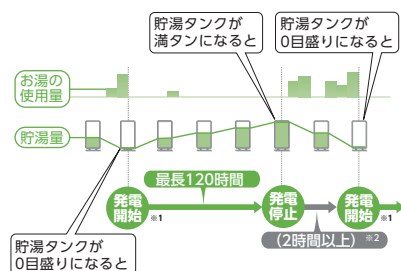 貯湯タンクが
満タンになると
貯湯タンクが
0目盛りになると
お湯の
使用量
貯湯量
最長120時間
発電
開始
※1
発電
停止
(2時間以上)
※2
発電
開始
※1
貯湯タンクが
0目盛りになると